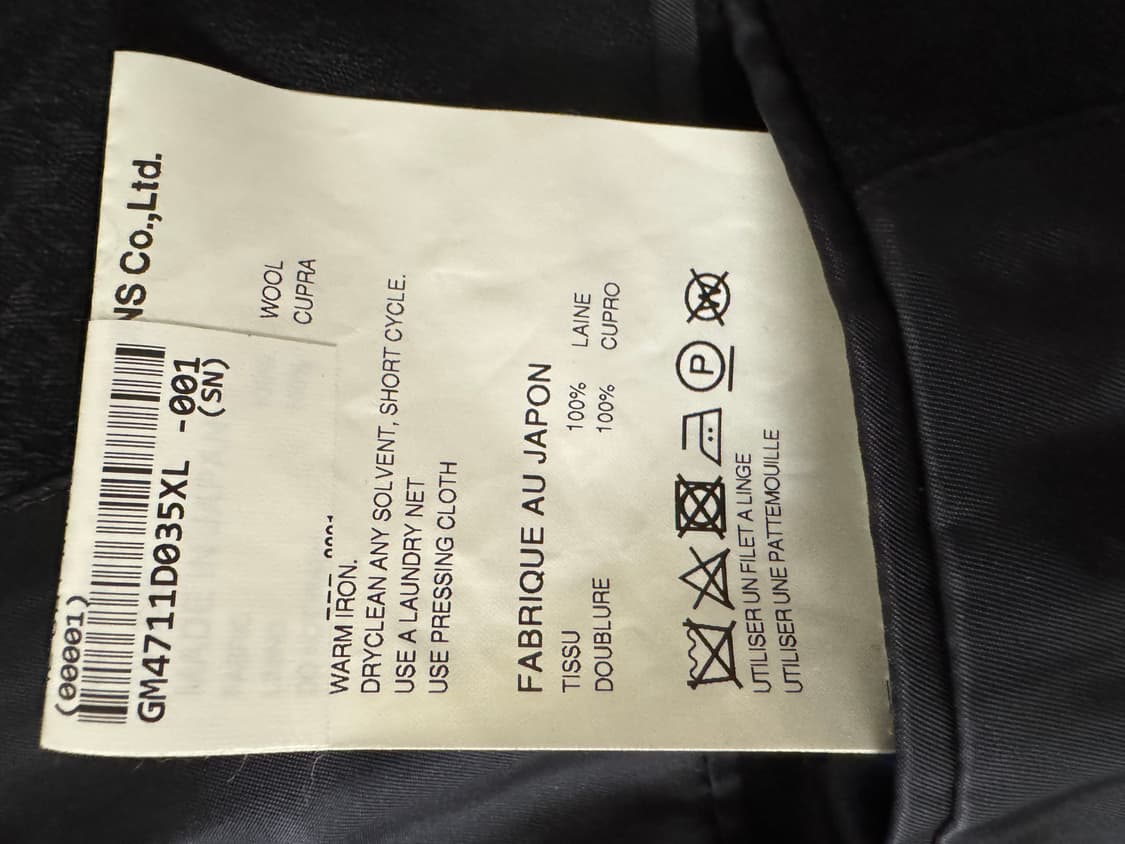 (00001)
GM4711D035XL -001
(SN)
NS Co.,Ltd.
WOOL
CUPRA
WARM IRON.
DRYCLEAN ANY SOLVENT, SHORT CYCLE.
USE A LAUNDRY NET
USE PRESSING CLOTH
FABRIQUE AU JAPON
TISSU 100% LAINE
DOUBLURE 100% CUPRO
P W
UTILISER UN FILET A LINGE
UTILISER UNE PATTEMOUILLE